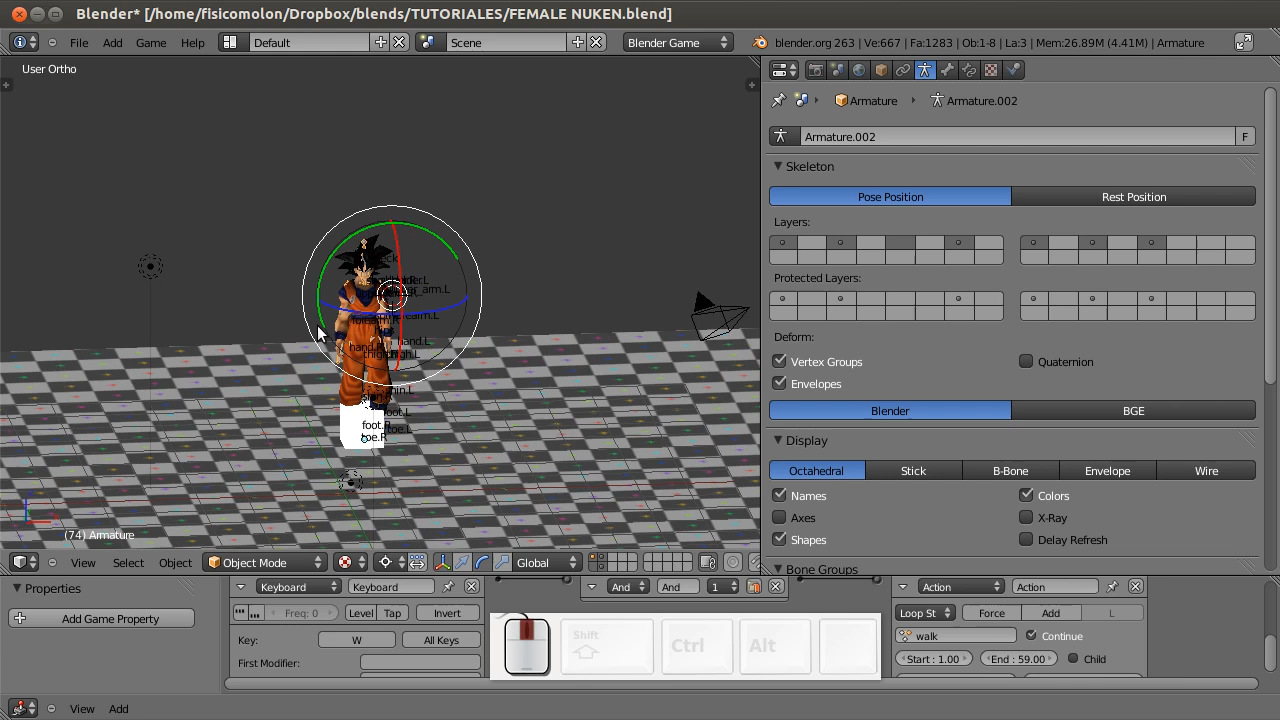 Blender* [/home/fisicomolon/Dropbox/blends/TUTORIALES/FEMALE NUKEN.blend]
File Add Game Help Default Scene Blender Game blender.org 263 | Ve:667 | Fa:1283 | Ob:1-8 | La:3 | Mem:26.89M (4.41M) | Armature
User Ortho
Armature Armature.002
Armature.002 F
Skeleton
Pose Position Rest Position
Layers:
Protected Layers:
Deform:
Vertex Groups Quaternion
Envelopes
Blender BGE
Display
Octahedral Stick B-Bone Envelope Wire
Names Colors
Axes X-Ray
Shapes Delay Refresh
Bone Groups
hand.L
foot.L
foot.R
toe.L
toe.R
(74) Armature
View Select Object Object Mode Global
Properties
Add Game Property
Keyboard Keyboard
Freq: 0 Level Tap Invert
Key: W All Keys
First Modifier:
And And 1
Shift Ctrl Alt
Action Action
Loop St Force Add L
walk Continue
Start : 1.00 End : 59.00 Child
View Add